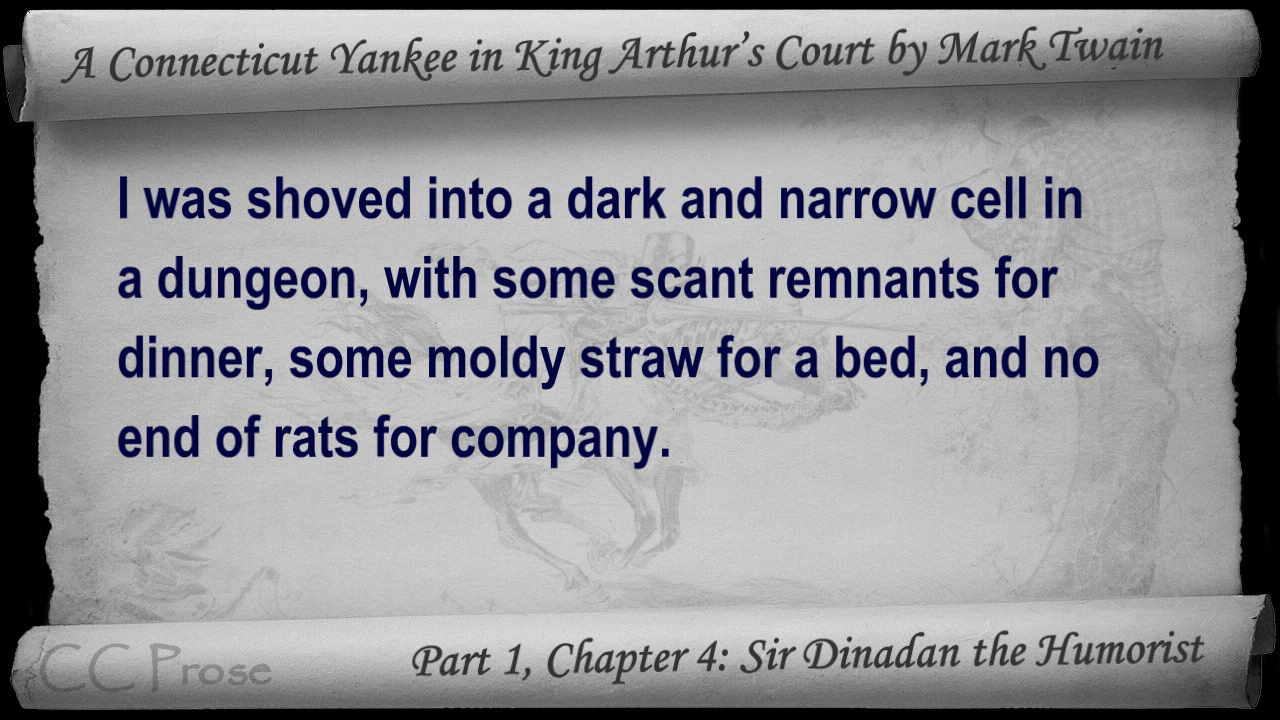 A Connecticut Yankee in King Arthur's Court by Mark Twain
I was shoved into a dark and narrow cell in
a dungeon, with some scant remnants for
dinner, some moldy straw for a bed, and no
end of rats for company.
CC Prose
Part 1, Chapter 4: Sir Dinadan the Humorist